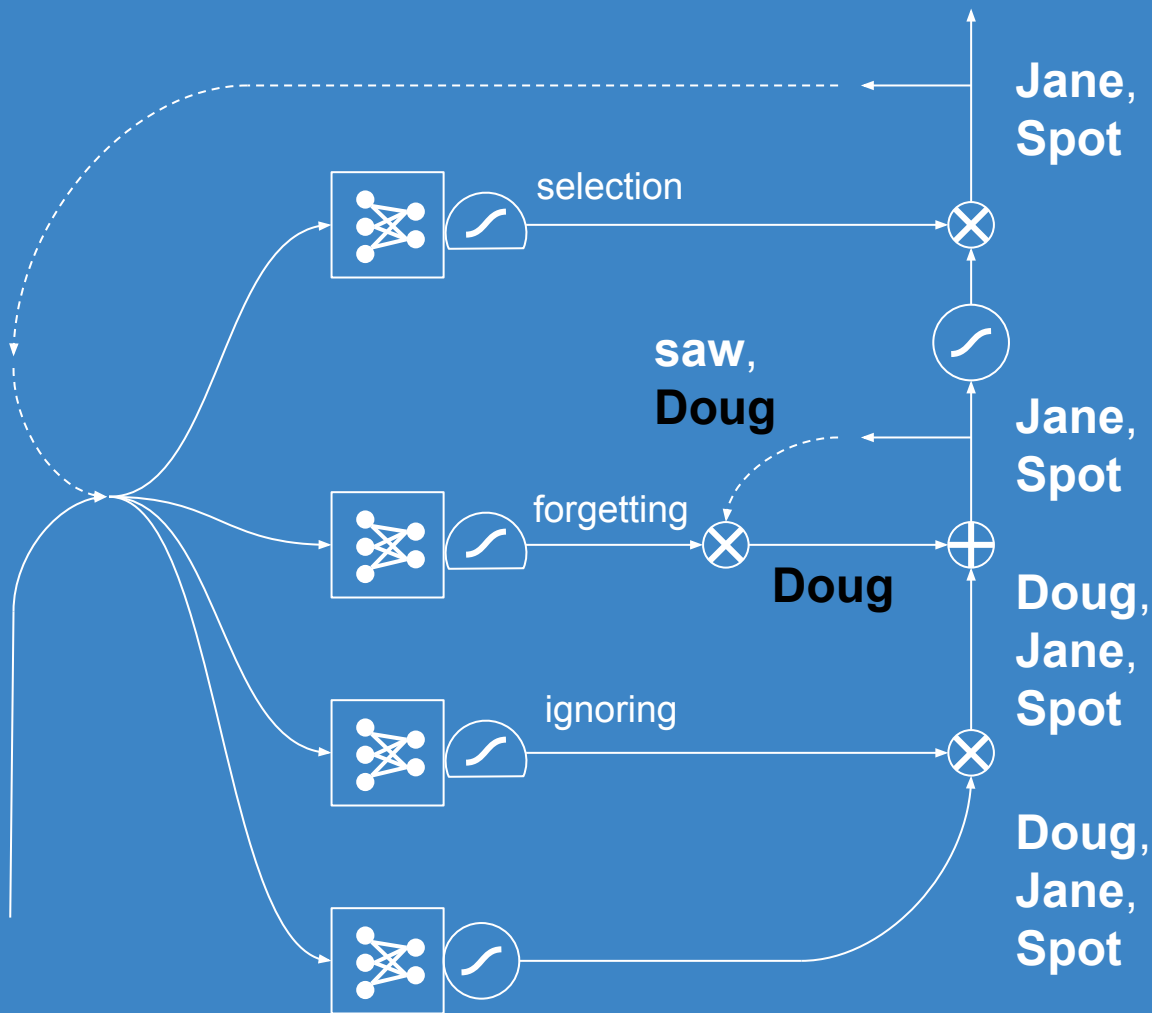 Jane,
Spot
selection
saw,
Doug
Jane,
Spot
forgetting
Doug
Doug,
Jane,
Spot
ignoring
Doug,
Jane,
Spot